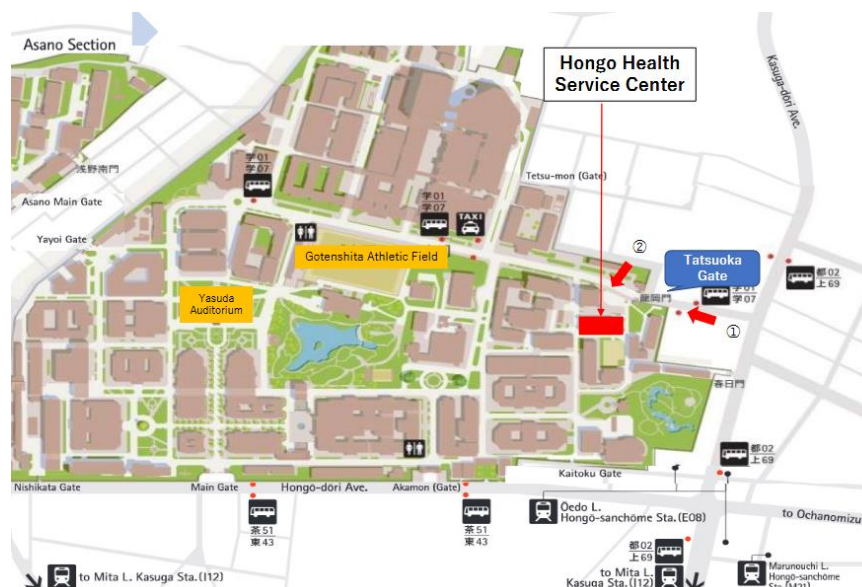 Asano Section
Hongo Health
Service Center
Kasuga-dōri Ave.
学01
学07
浅野南門
Asano Main Gate
Yayoi Gate
Tetsu-mon (Gate)
学01
学07
TAXI
Gotenshita Athletic Field
②
Tatsuoka
Gate
都02
上69
学01
学07
龍岡門
①
Yasuda
Auditorium
春日門
都02
上69
Kaitoku Gate
Nishikata Gate
Main Gate
Hongō-dōri Ave.
Akamon (Gate)
茶51
東43
茶51
東43
Ōedo L.
Hongō-sanchōme Sta. (E08)
to Ochanomizu
都02
上69
to Mita L. Kasuga Sta. (I12)
to Mita L.
Kasuga Sta. (I12)
Marunouchi L.
Hongō-sanchōme
Sta. (M21)